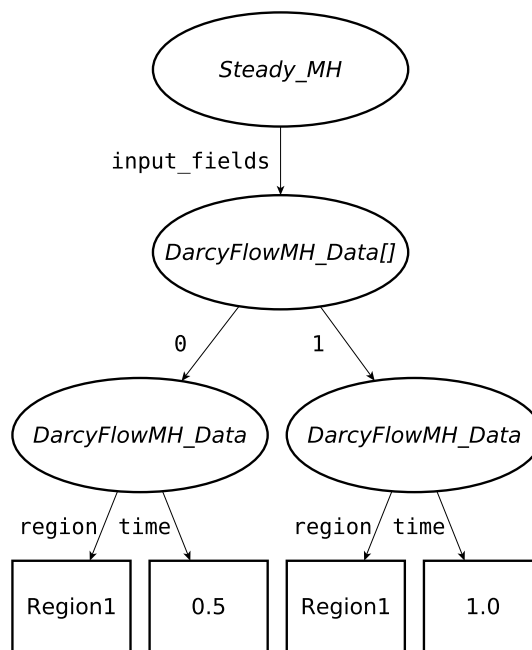 Steady_MH
input_fields
DarcyFlowMH_Data[]
0 1
DarcyFlowMH_Data DarcyFlowMH_Data
region time region time
Region1 0.5 Region1 1.0